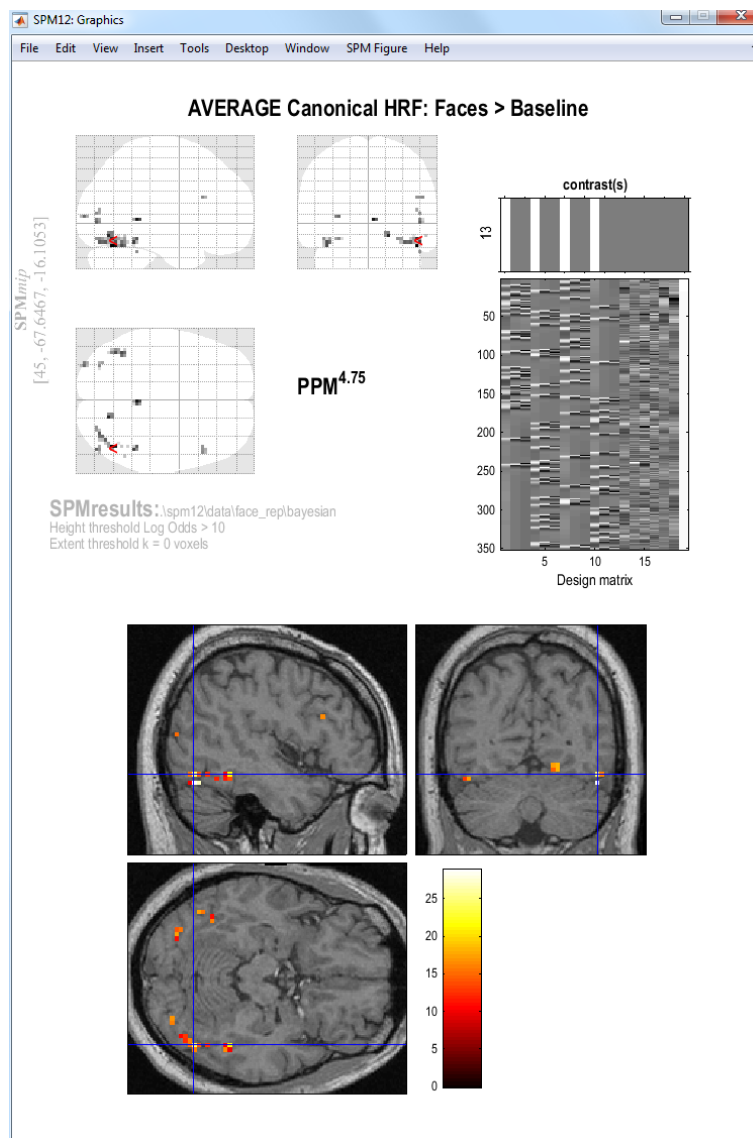 SPM12: Graphics
File Edit View Insert Tools Desktop Window SPM Figure Help
AVERAGE Canonical HRF: Faces > Baseline
SPMmip
[45, -67.6467, -16.1053]
<
<
<
PPM4.75
SPMresults:.\spm12\data\face_rep\bayesian
Height threshold Log Odds > 10
Extent threshold k = 0 voxels
contrast(s)
13
50
100
150
200
250
300
350
5 10 15
Design matrix
25
20
15
10
5
0